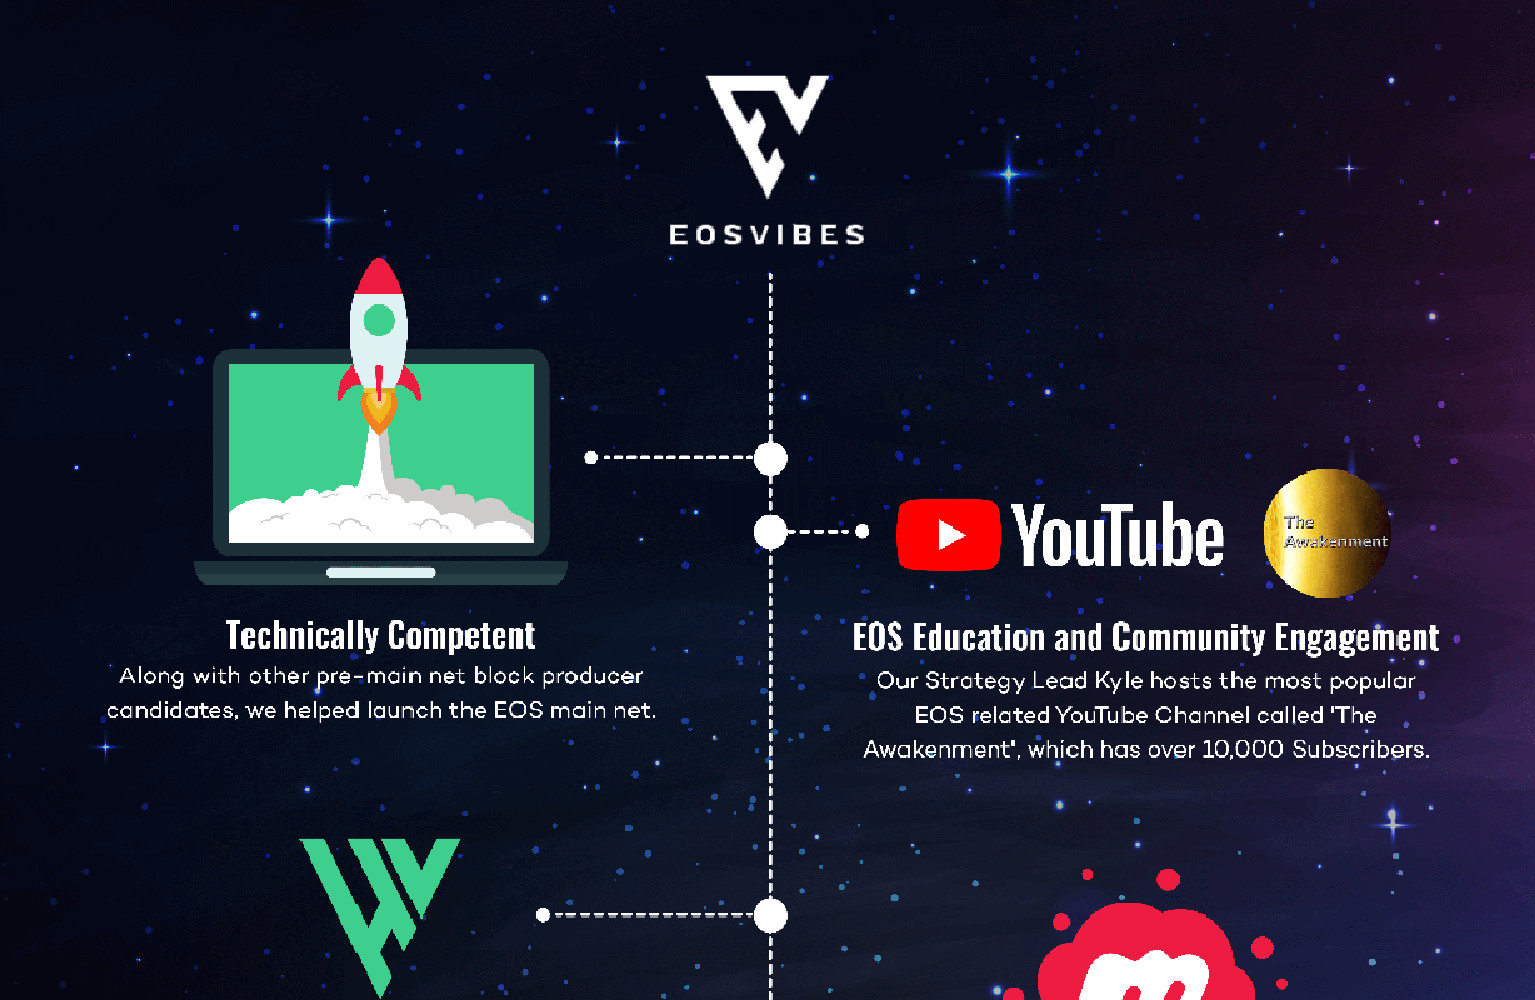 EOSVIBES
YouTube
The
Awakenment
Technically Competent
Along with other pre-main net block producer
candidates, we helped launch the EOS main net.
EOS Education and Community Engagement
Our Strategy Lead Kyle hosts the most popular
EOS related YouTube Channel called 'The
Awakenment', which has over 10,000 Subscribers.
m